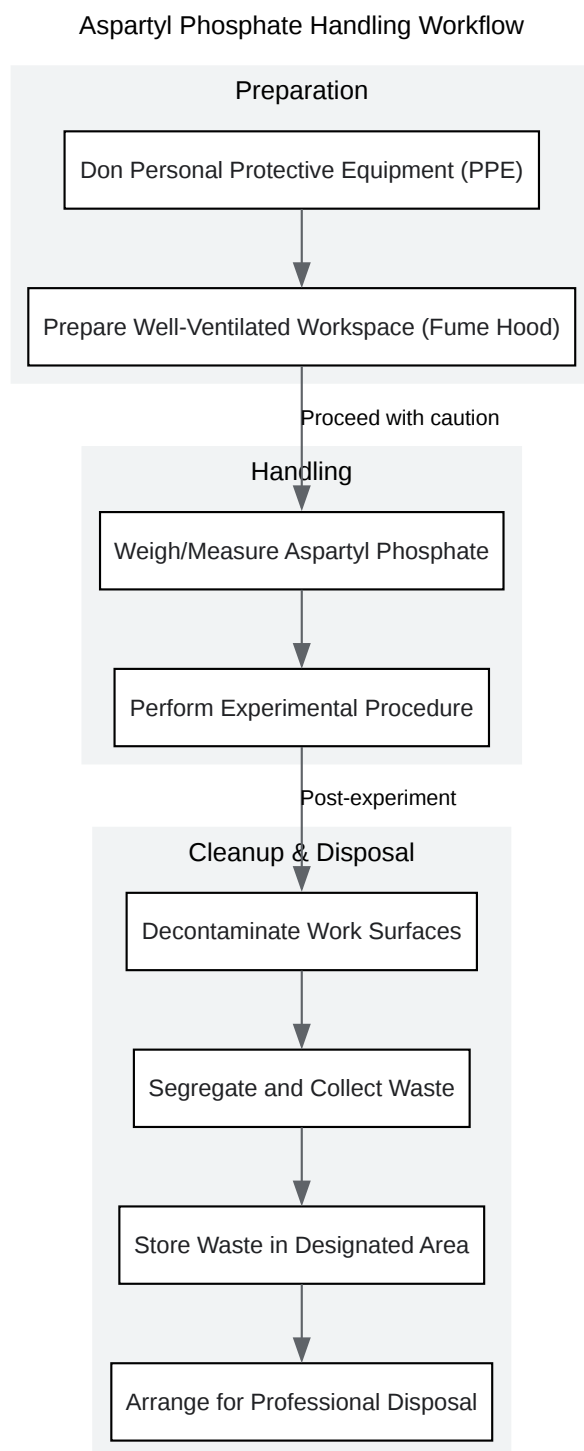 Aspartyl Phosphate Handling Workflow
Preparation
Don Personal Protective Equipment (PPE)
Prepare Well-Ventilated Workspace (Fume Hood)
Proceed with caution
Handling
Weigh/Measure Aspartyl Phosphate
Perform Experimental Procedure
Post-experiment
Cleanup & Disposal
Decontaminate Work Surfaces
Segregate and Collect Waste
Store Waste in Designated Area
Arrange for Professional Disposal